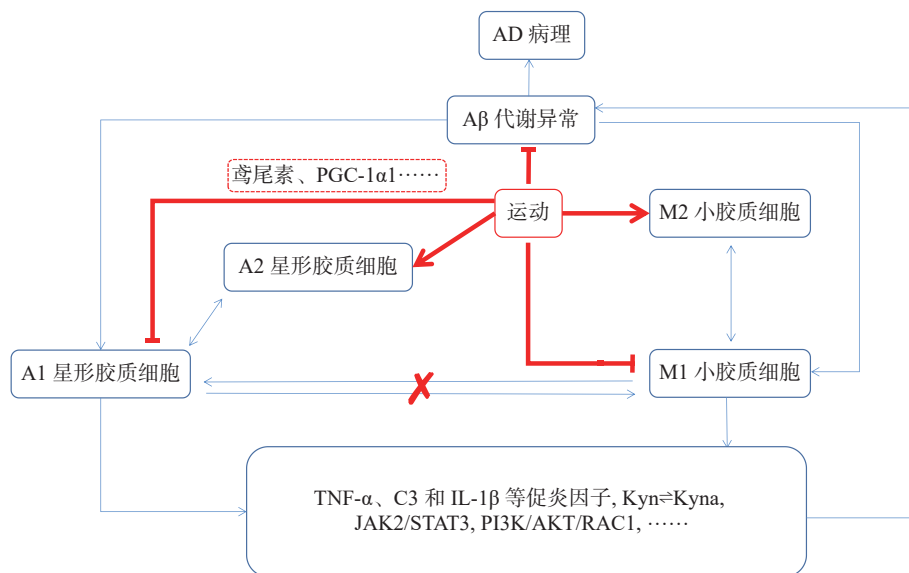 AD 病理
Aβ 代谢异常
鸢尾素、PGC-1α1……
运动
M2 小胶质细胞
A2 星形胶质细胞
A1 星形胶质细胞
M1 小胶质细胞
TNF-α、C3 和 IL-1β 等促炎因子, Kyn⇌Kyna,
JAK2/STAT3, PI3K/AKT/RAC1, ……